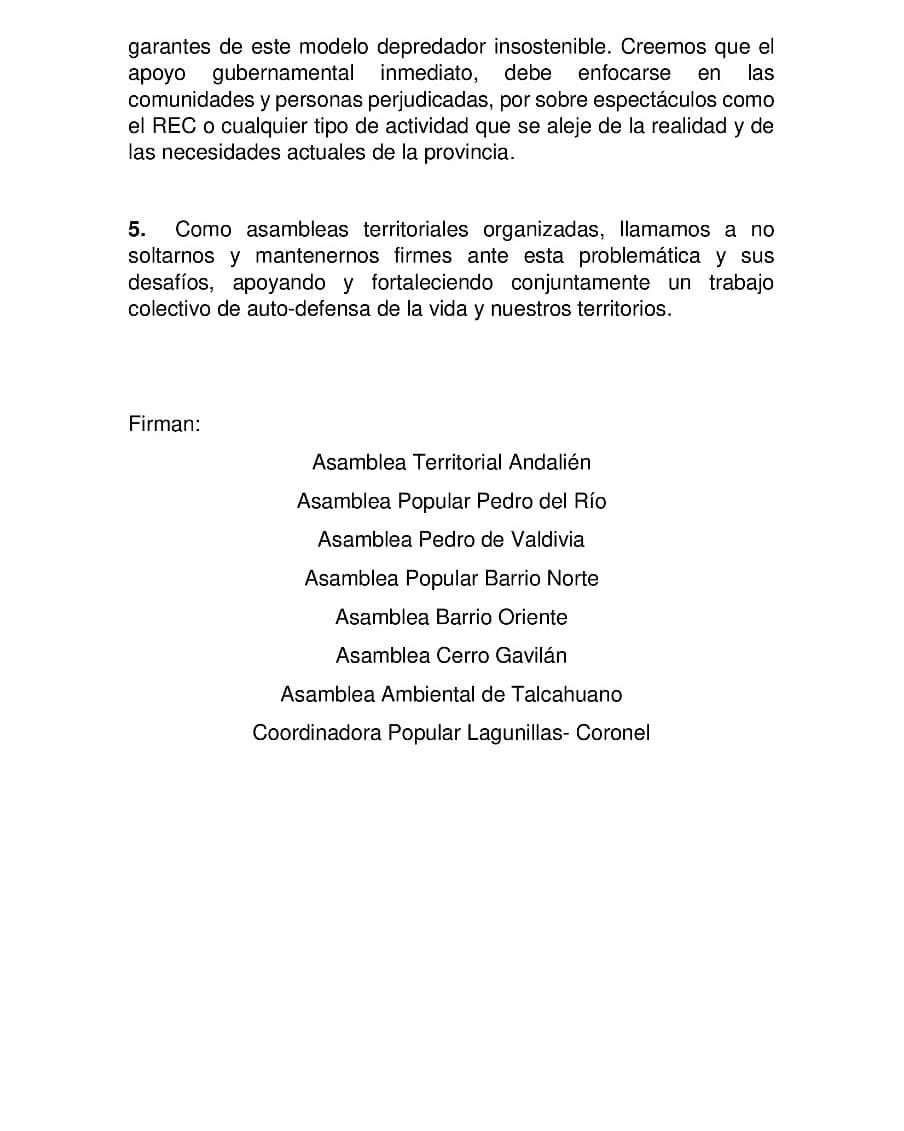 garantes de este modelo depredador insostenible. Creemos que el
apoyo gubernamental inmediato, debe enfocarse en las
comunidades y personas perjudicadas, por sobre espectáculos como
el REC o cualquier tipo de actividad que se aleje de la realidad y de
las necesidades actuales de la provincia.
5. Como asambleas territoriales organizadas, llamamos a no
soltarnos y mantenernos firmes ante esta problemática y sus
desafíos, apoyando y fortaleciendo conjuntamente un trabajo
colectivo de auto-defensa de la vida y nuestros territorios.
Firman:
Asamblea Territorial Andalién
Asamblea Popular Pedro del Río
Asamblea Pedro de Valdivia
Asamblea Popular Barrio Norte
Asamblea Barrio Oriente
Asamblea Cerro Gavilán
Asamblea Ambiental de Talcahuano
Coordinadora Popular Lagunillas- Coronel